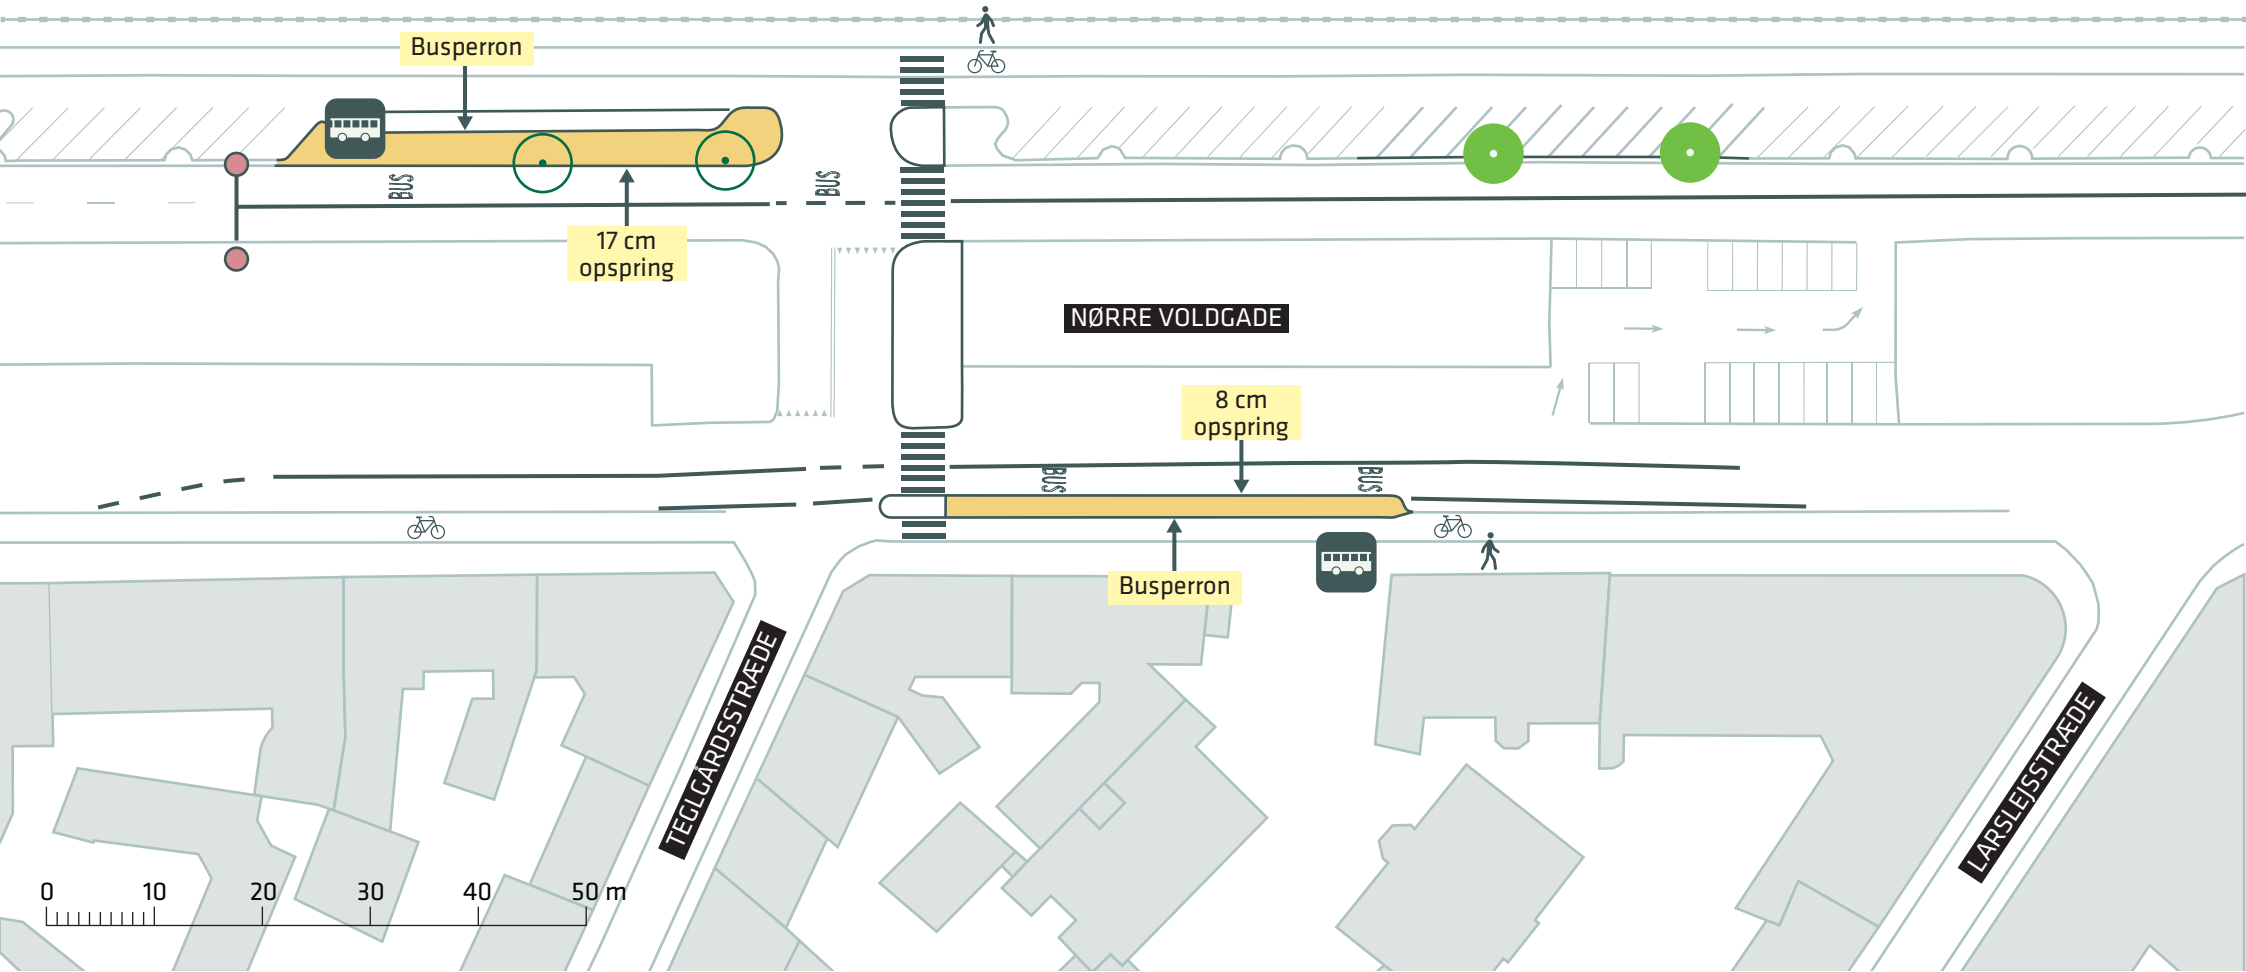 Busperron
BUS
BUS
17 cm
opspring
NØRRE VOLDGADE
8 cm
opspring
BUS
BUS
Busperron
TEGLGÅRDSSTRÆDE
LARSLEJSSTRÆDE
0 10 20 30 40 50 m